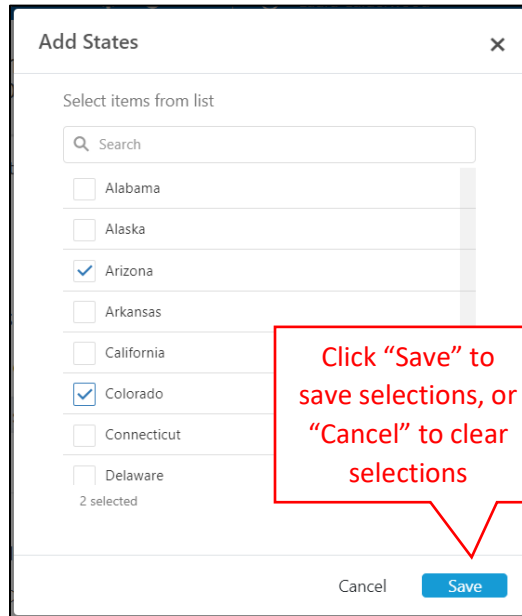 Add States
Select items from list
Search
Alabama
Alaska
Arizona
Arkansas
California
Colorado
Connecticut
Delaware
2 selected
Click “Save” to
save selections, or
“Cancel” to clear
selections
Cancel
Save